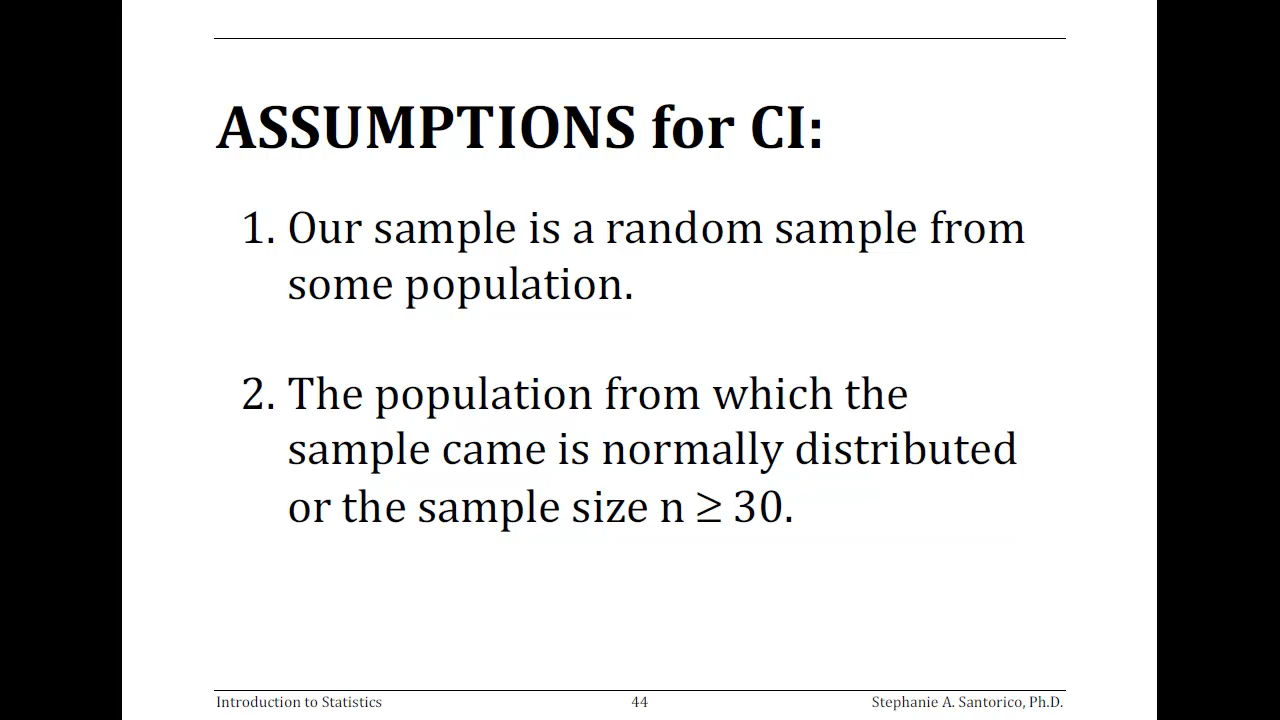 ASSUMPTIONS for CI:
1. Our sample is a random sample from
some population.
2. The population from which the
sample came is normally distributed
or the sample size n ≥ 30.
Introduction to Statistics 44 Stephanie A. Santorico, Ph.D.